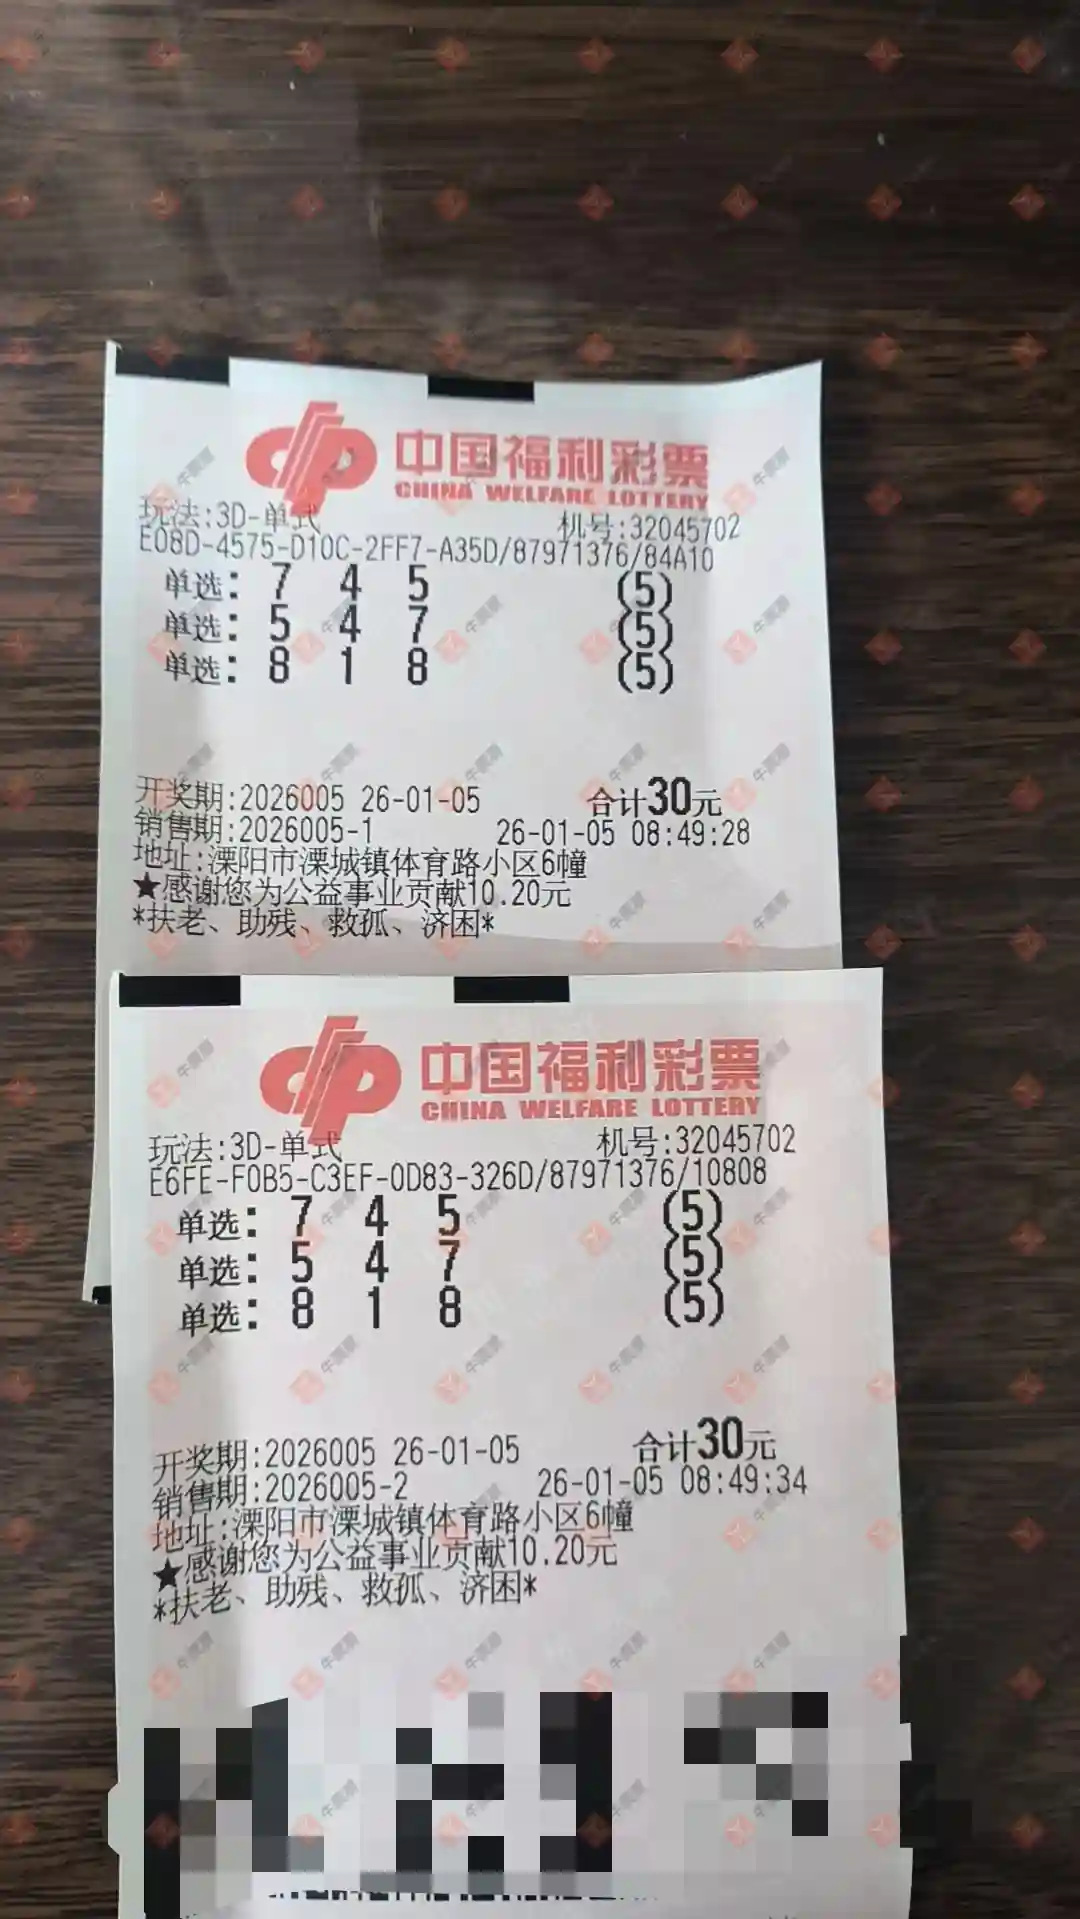 中国福利彩票
CHINA WELFARE LOTTERY
玩法:3D-单式 机号:32045702
E08D-4575-D10C-2FF7-A35D/87971376/84A10
单选: 7 4 5 (5)
单选: 5 4 7 (5)
单选: 8 1 8 (5)
开奖期:2026005 26-01-05 合计30元
销售期:2026005-1 26-01-05 08:49:28
地址:溧阳市溧城镇体育路小区6幢
★感谢您为公益事业贡献10.20元
*扶老、助残、救孤、济困*
中国福利彩票
CHINA WELFARE LOTTERY
玩法:3D-单式 机号:32045702
E6FE-F0B5-C3EF-0D83-326D/87971376/10808
单选: 7 4 5 (5)
单选: 5 4 7 (5)
单选: 8 1 8 (5)
开奖期:2026005 26-01-05 合计30元
销售期:2026005-2 26-01-05 08:49:34
地址:溧阳市溧城镇体育路小区6幢
★感谢您为公益事业贡献10.20元
*扶老、助残、救孤、济困*